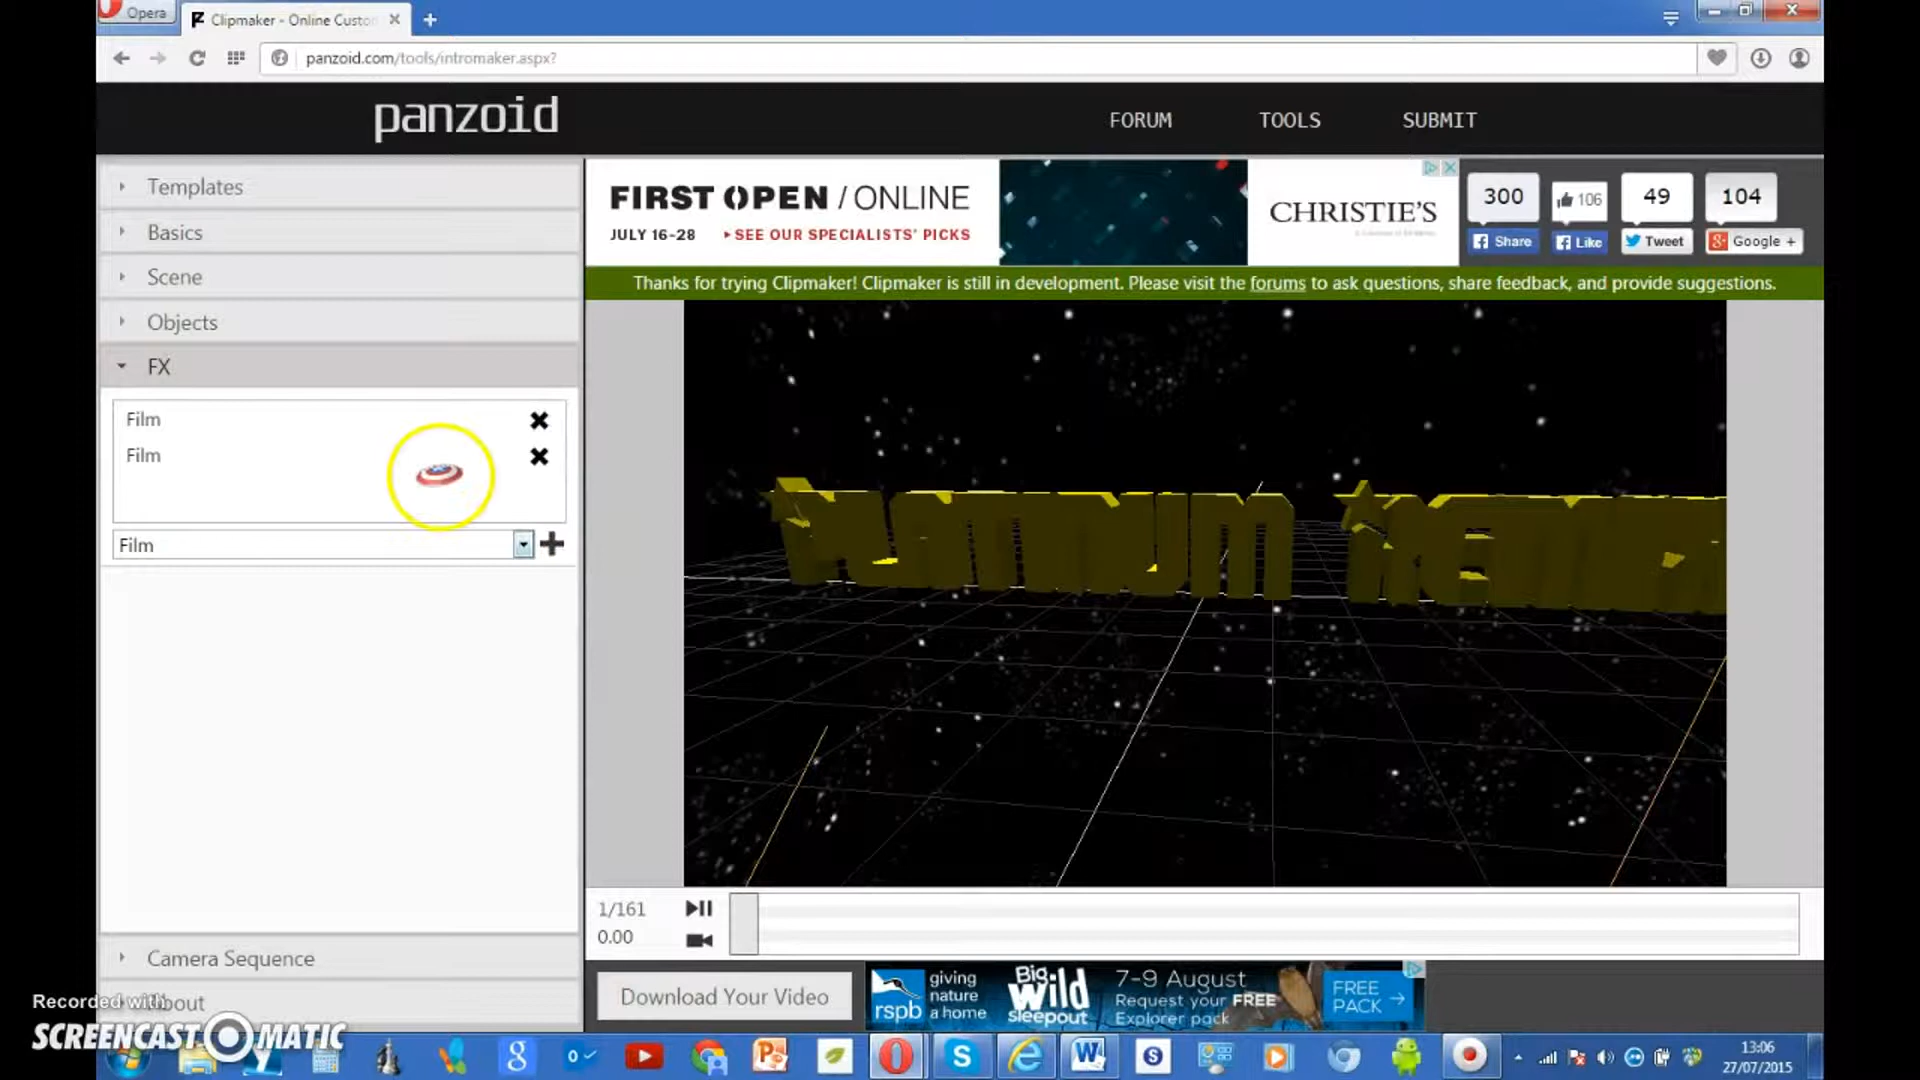 Opera
Clipmaker - Online Custo
panzoid.com/tools/intromaker.aspx?
panzoid
FORUM
TOOLS
SUBMIT
Templates
Basics
Scene
Objects
FX
Film
Film
Film
Camera Sequence
About
FIRST OPEN / ONLINE
JULY 16-28
SEE OUR SPECIALISTS' PICKS
CHRISTIE'S
300
Share
106
Like
49
Tweet
104
Google +
Thanks for trying Clipmaker! Clipmaker is still in development. Please visit the forums to ask questions, share feedback, and provide suggestions.
1/161
0.00
Download Your Video
rspb
giving
nature
a home
Big
wild
sleepout
7-9 August
Request your FREE
Explorer pack
FREE
PACK
Recorded with
SCREENCAST MATIC
13:06
27/07/2015